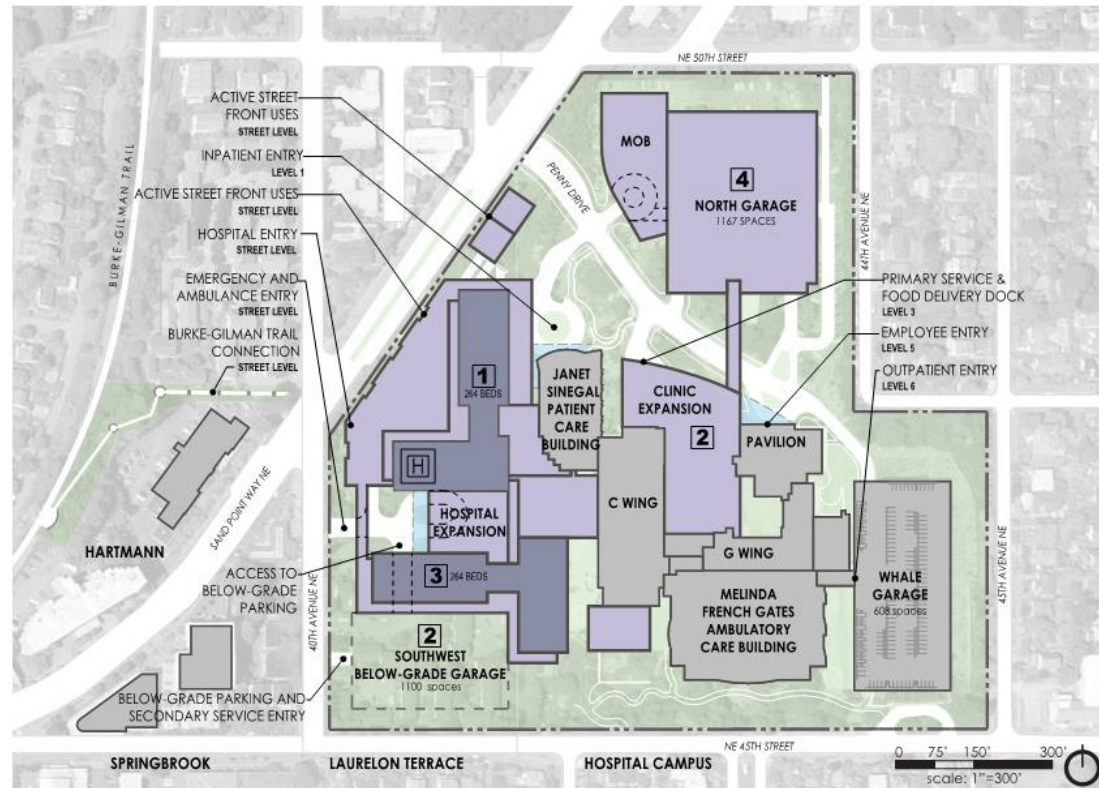 NE 50TH STREET
ACTIVE STREET
FRONT USES
STREET LEVEL
INPATIENT ENTRY
LEVEL 1
ACTIVE STREET FRONT USES
STREET LEVEL
HOSPITAL ENTRY
STREET LEVEL
EMERGENCY AND
AMBULANCE ENTRY
STREET LEVEL
BURKE-GILMAN TRAIL
CONNECTION
STREET LEVEL
BURKE-GILMAN TRAIL
PENNY DRIVE
MOB
4
NORTH GARAGE
1167 SPACES
44TH AVENUE NE
PRIMARY SERVICE &
FOOD DELIVERY DOCK
LEVEL 3
EMPLOYEE ENTRY
LEVEL 5
OUTPATIENT ENTRY
LEVEL 6
1
264 BEDS
JANET
SINEGAL
PATIENT
CARE
BUILDING
CLINIC
EXPANSION
2
PAVILION
H
C WING
HOSPITAL
EXPANSION
G WING
HARTMANN
SAND POINT WAY NE
3
264 BEDS
ACCESS TO
BELOW-GRADE
PARKING
40TH AVENUE NE
MELINDA
FRENCH GATES
AMBULATORY
CARE BUILDING
WHALE
GARAGE
608 spaces
45TH AVENUE NE
2
SOUTHWEST
BELOW-GRADE GARAGE
1100 spaces
BELOW-GRADE PARKING AND
SECONDARY SERVICE ENTRY
NE 45TH STREET
SPRINGBROOK
LAURELON TERRACE
HOSPITAL CAMPUS
0 75' 150' 300'
scale: 1"=300'